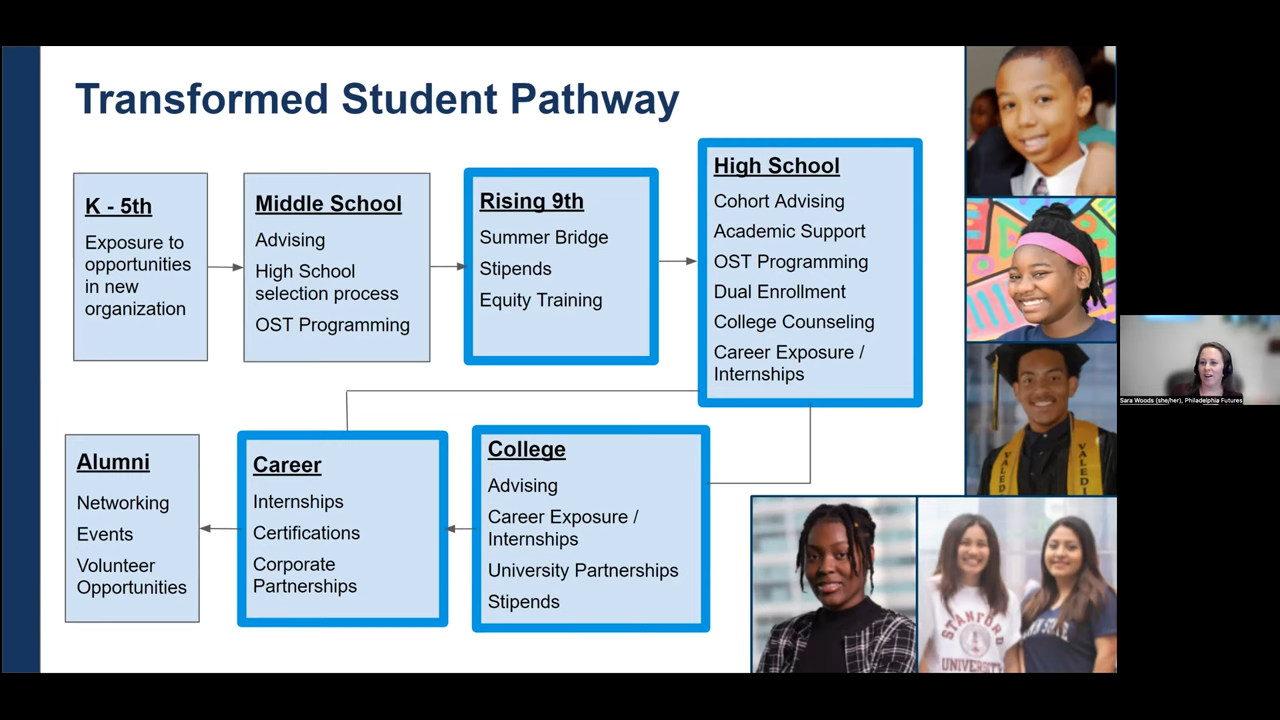 Transformed Student Pathway
K - 5th
Exposure to
opportunities
in new
organization
Middle School
Advising
High School
selection process
OST Programming
Rising 9th
Summer Bridge
Stipends
Equity Training
High School
Cohort Advising
Academic Support
OST Programming
Dual Enrollment
College Counseling
Career Exposure /
Internships
Alumni
Networking
Events
Volunteer
Opportunities
Career
Internships
Certifications
Corporate
Partnerships
College
Advising
Career Exposure /
Internships
University Partnerships
Stipends
STANFORD
UNIVERSITY
Sara Woods (she/her), Philadelphia Futures